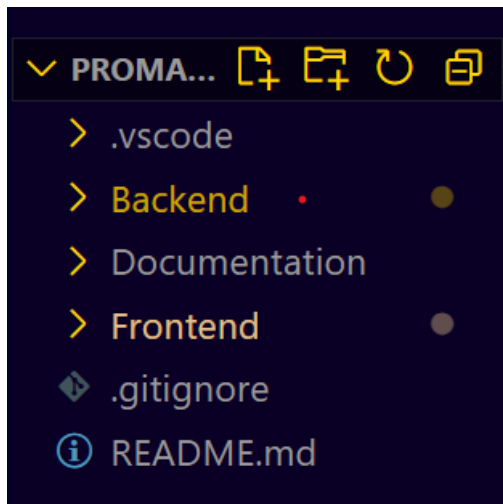 PROMA...
.vscode
Backend
Documentation
Frontend
.gitignore
README.md